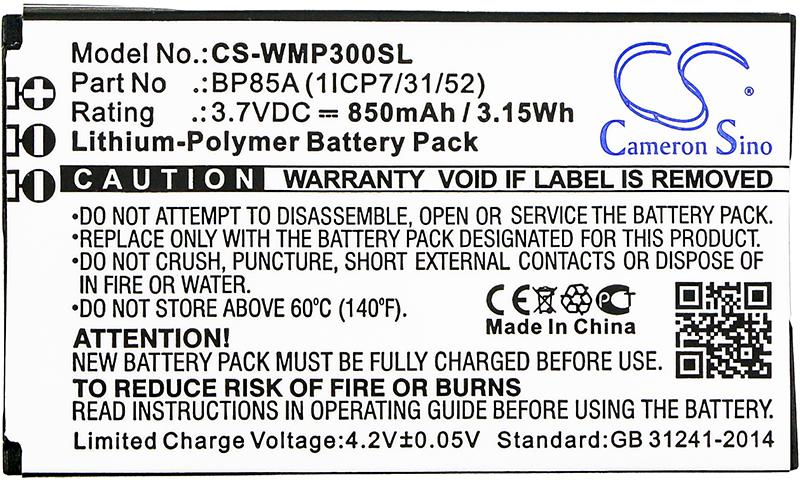 Model No.:CS-WMP300SL
Part No .:BP85A (1ICP7/31/52)
Rating :3.7VDC ⎓ 850mAh / 3.15Wh
Lithium-Polymer Battery Pack
Cameron Sino
®
CAUTION WARRANTY VOID IF LABEL IS REMOVED
•DO NOT ATTEMPT TO DISASSEMBLE, OPEN OR SERVICE THE BATTERY PACK.
•REPLACE ONLY WITH THE BATTERY PACK DESIGNATED FOR THIS PRODUCT.
•DO NOT CRUSH, PUNCTURE, SHORT EXTERNAL CONTACTS OR DISPOSE OF
IN FIRE OR WATER.
•DO NOT STORE ABOVE 60°C (140°F).
CE PCT
Made In China
ATTENTION!
NEW BATTERY PACK MUST BE FULLY CHARGED BEFORE USE.
TO REDUCE RISK OF FIRE OR BURNS
READ INSTRUCTIONS IN OPERATING GUIDE BEFORE USING BATTERY PACK.
Limited Charge Voltage:4.2V±0.05V Standard:GB 31241-2014